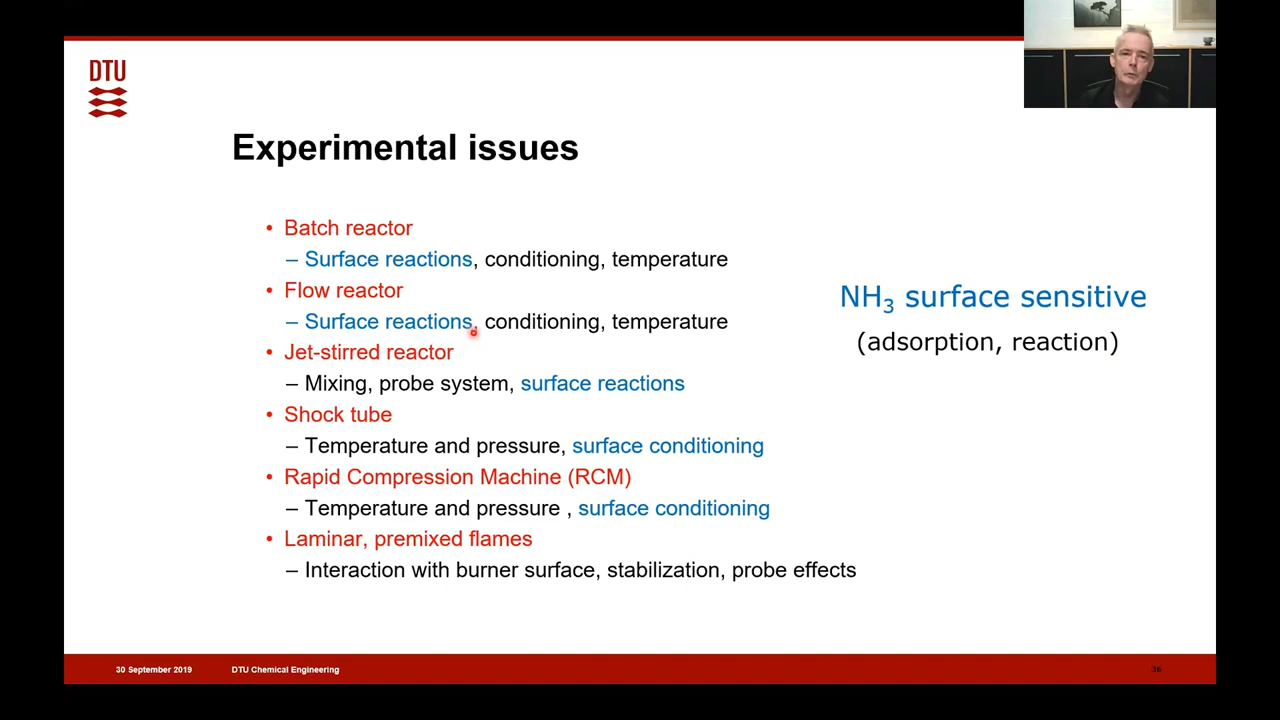 DTU
Experimental issues
• Batch reactor
– Surface reactions, conditioning, temperature
• Flow reactor
– Surface reactions, conditioning, temperature
• Jet-stirred reactor
– Mixing, probe system, surface reactions
• Shock tube
– Temperature and pressure, surface conditioning
• Rapid Compression Machine (RCM)
– Temperature and pressure , surface conditioning
• Laminar, premixed flames
– Interaction with burner surface, stabilization, probe effects
NH₃ surface sensitive
(adsorption, reaction)
30 September 2019
DTU Chemical Engineering
36